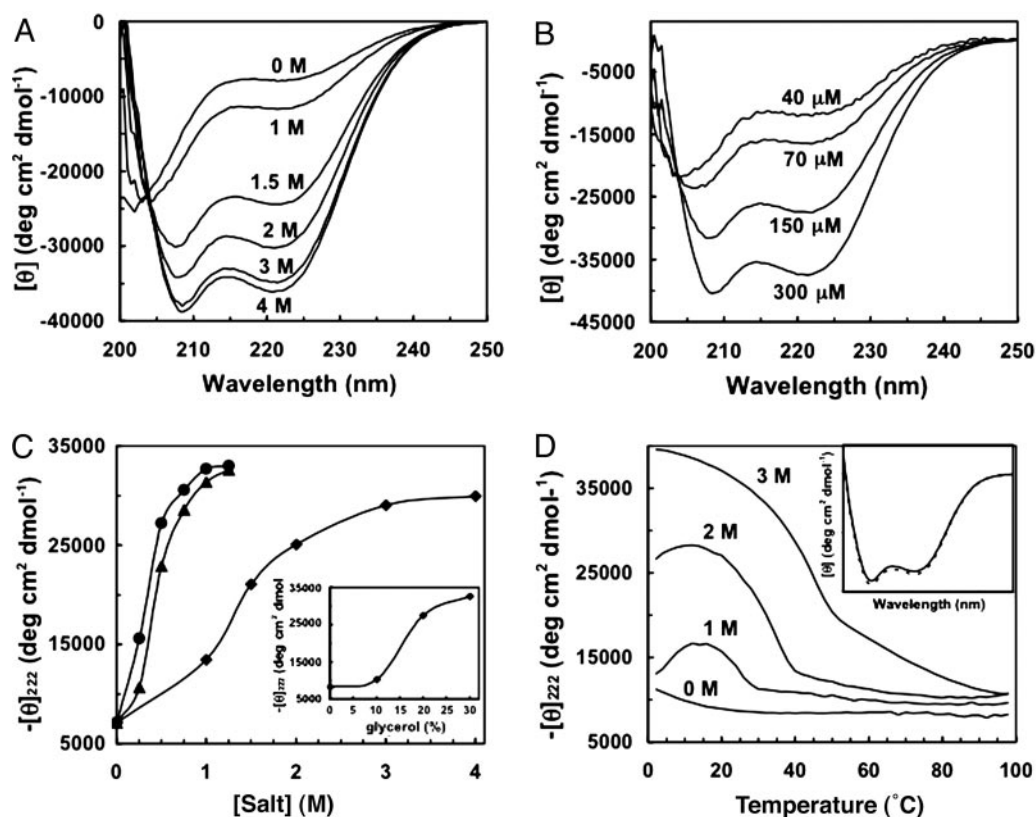 A
[θ] (deg cm² dmol⁻¹)
0
-10000
-20000
-30000
-40000
0 M
1 M
1.5 M
2 M
3 M
4 M
200 210 220 230 240 250
Wavelength (nm)
B
[θ] (deg cm² dmol⁻¹)
-5000
-15000
-25000
-35000
-45000
40 μM
70 μM
150 μM
300 μM
200 210 220 230 240 250
Wavelength (nm)
C
-[θ]₂₂₂ (deg cm² dmol⁻¹)
35000
25000
15000
5000
0 1 2 3 4
[Salt] (M)
-[θ]₂₂₂ (deg cm² dmol
35000
25000
15000
5000
0 10 20 30
glycerol (%)
D
-[θ]₂₂₂ (deg cm² dmol-¹)
35000
25000
15000
5000
3 M
2 M
1 M
0 M
0 20 40 60 80 100
Temperature (°C)
[θ] (deg cm² dmol⁻¹)
Wavelength (nm)